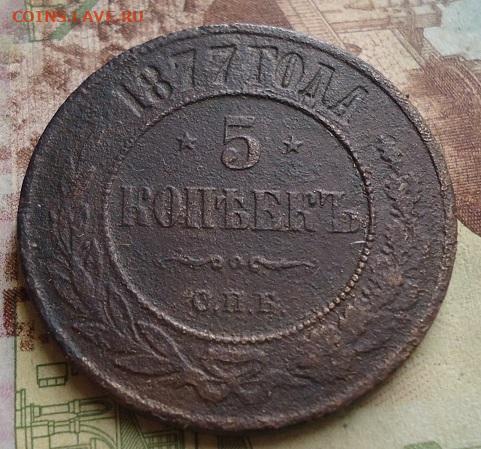 COINS.LAVE.RU
1877 ГОДА
5
КОПѢЕКЪ
С.П.Б.